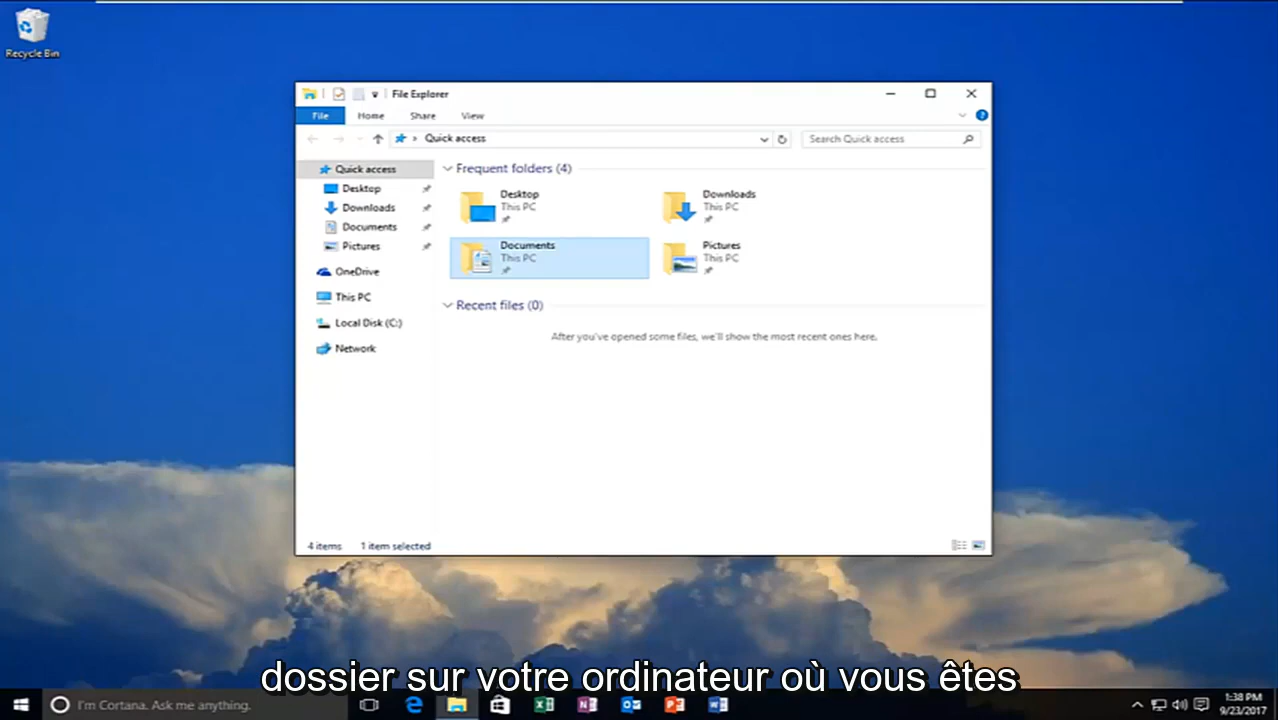 Recycle Bin
File Explorer
File Home Share View
Quick access
Search Quick access
Quick access
Desktop
Downloads
Documents
Pictures
OneDrive
This PC
Local Disk (C:)
Network
Frequent folders (4)
Desktop
This PC
Downloads
This PC
Documents
This PC
Pictures
This PC
Recent files (0)
After you've opened some files, we'll show the most recent ones here.
4 items 1 item selected
dossier sur votre ordinateur où vous êtes
I'm Cortana. Ask me anything.
1:38 PM
9/23/2017